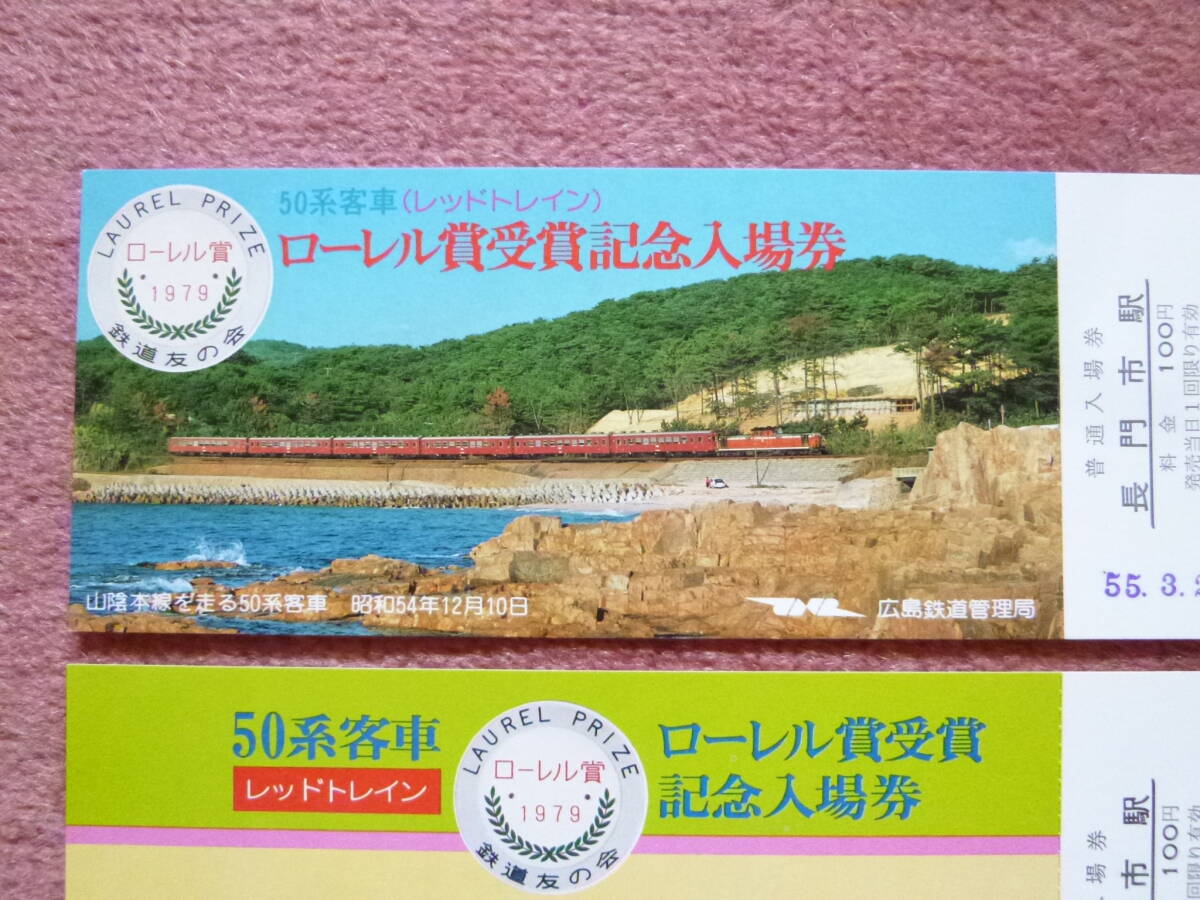 50系客車(レッドトレイン)
ローレル賞受賞記念入場券
LAUREL PRIZE
ローレル賞
1979
鉄道友の会
山陰本線を走る50系客車 昭和54年12月10日
広島鉄道管理局
普通入場券
長門市駅
料金 100円
発売当日1回限り有効
55.3.
50系客車
レッドトレイン
LAUREL PRIZE
ローレル賞
1979
鉄道友の会
ローレル賞受賞
記念入場券
場券
市駅
100円
回限り有効